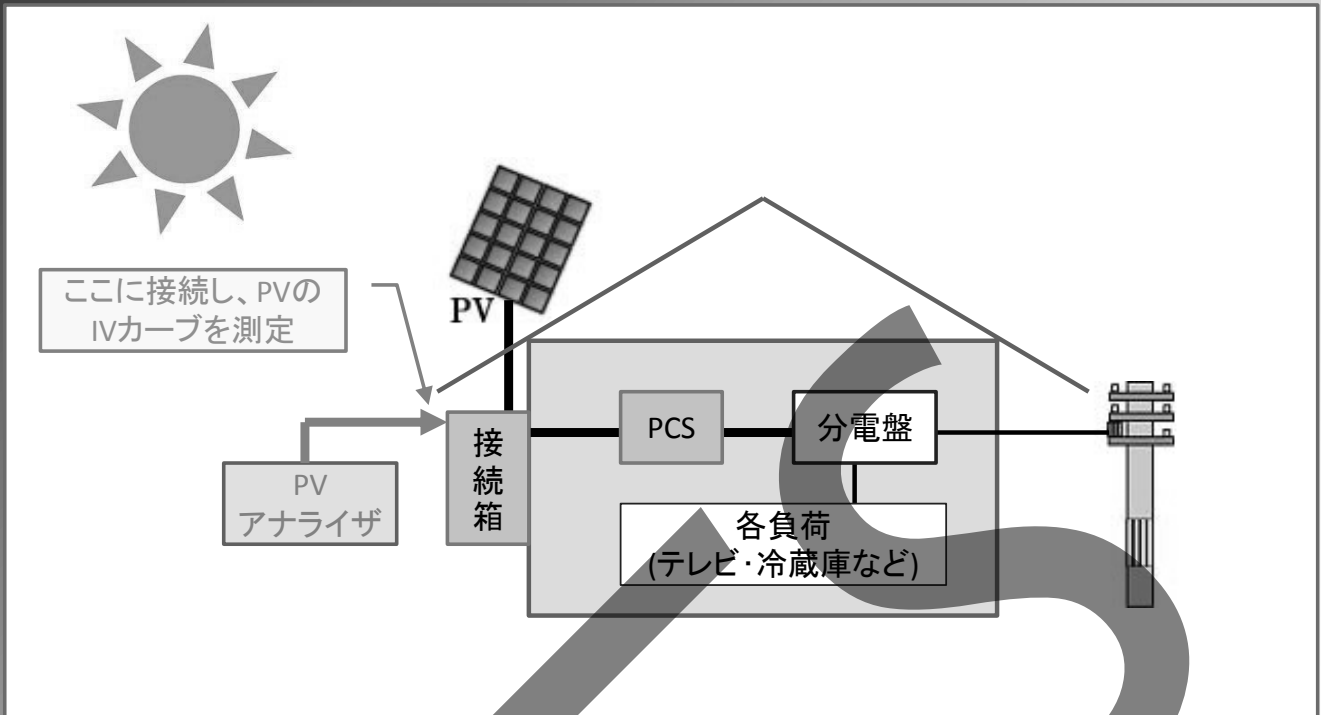 ここに接続し、PVの
IVカーブを測定
PV
PV
アナライザ
接
続
箱
PCS
分電盤
各負荷
(テレビ・冷蔵庫など)